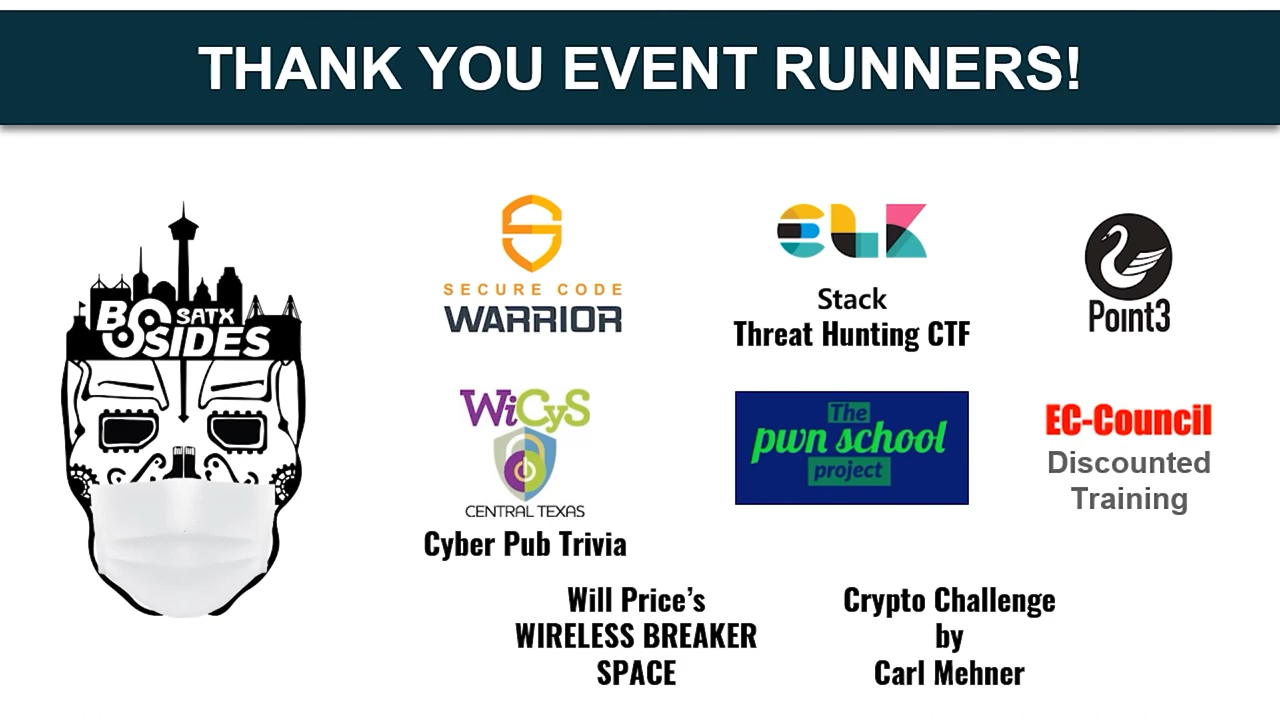 THANK YOU EVENT RUNNERS!
BSIDES
SATX
SECURE CODE
WARRIOR
ELK
Stack
Threat Hunting CTF
Point3
WiCyS
CENTRAL TEXAS
Cyber Pub Trivia
The
pwn school
project
EC-Council
Discounted
Training
Will Price’s
WIRELESS BREAKER
SPACE
Crypto Challenge
by
Carl Mehner